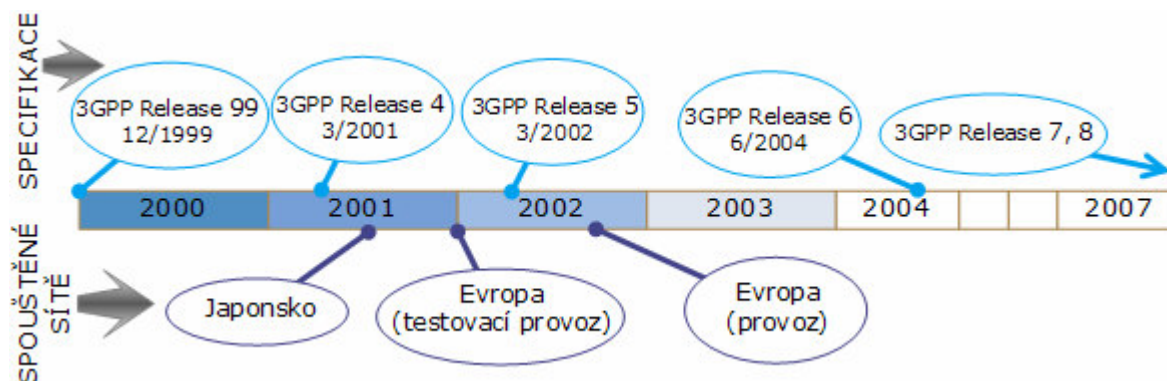 SPECIFIKACE
3GPP Release 99
12/1999
3GPP Release 4
3/2001
3GPP Release 5
3/2002
3GPP Release 6
6/2004
3GPP Release 7, 8
2000
2001
2002
2003
2004
2007
SPOUŠTĚNÉ
SÍTĚ
Japonsko
Evropa
(testovací provoz)
Evropa
(provoz)